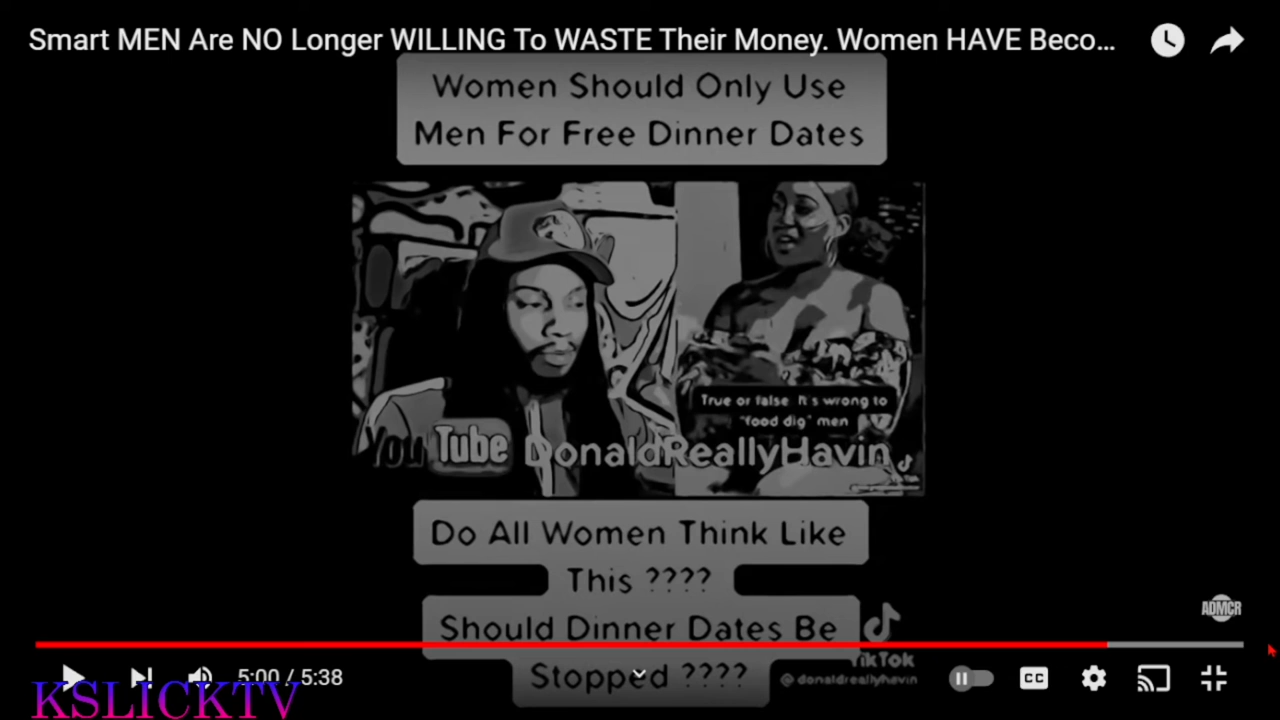 Smart MEN Are NO Longer WILLING To WASTE Their Money. Women HAVE Beco...
Women Should Only Use
Men For Free Dinner Dates
True or false It's wrong to
"food dig" men
YouTube DonaldReallyHavin
Do All Women Think Like
This ????
Should Dinner Dates Be
Stopped ????
TikTok
@donaldreallyhavin
ADMCR
5:00 / 5:38
CC
KSLICKTV